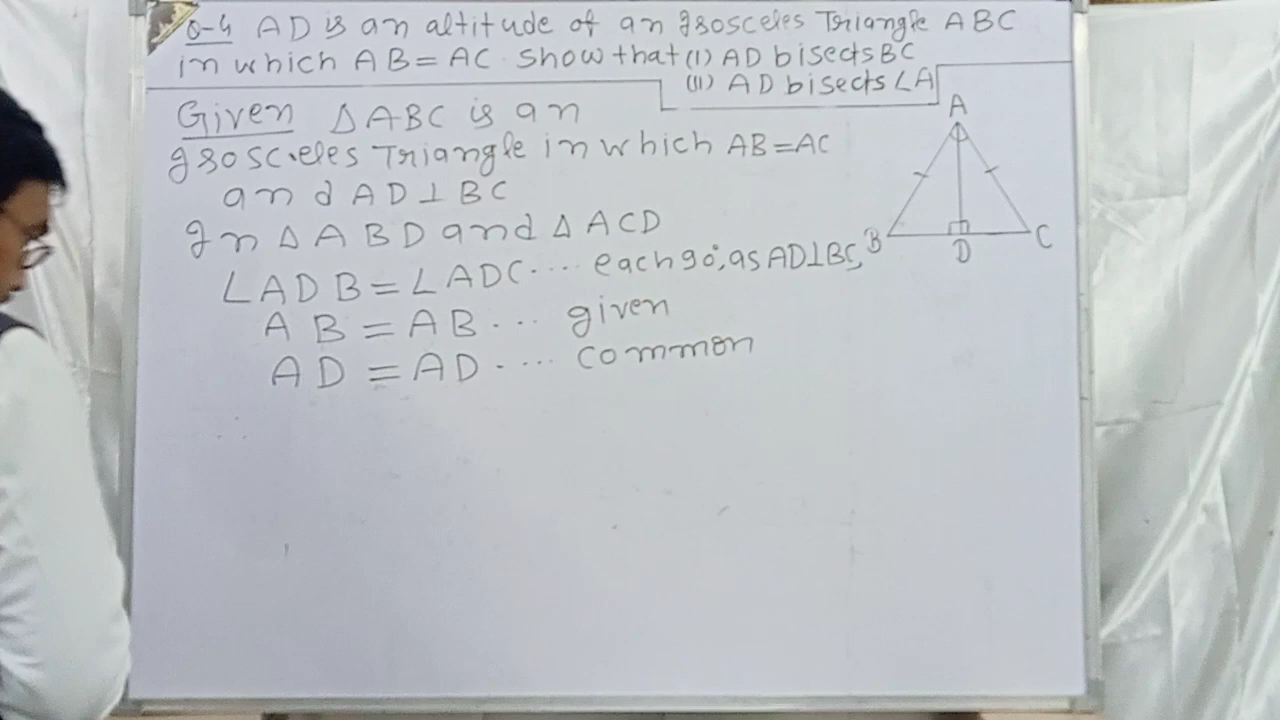 Q-4 AD is an altitude of an Isosceles Triangle ABC
in which AB = AC. Show that (i) AD bisects BC
(ii) AD bisects ∠A
Given ΔABC is an
Isosceles Triangle in which AB = AC
and AD ⊥ BC
In Δ ABD and Δ ACD
∠ADB = ∠ADC .... each 90°, as AD⊥BC,
AB = AB ... given
AD = AD .... common
A
B
D
C